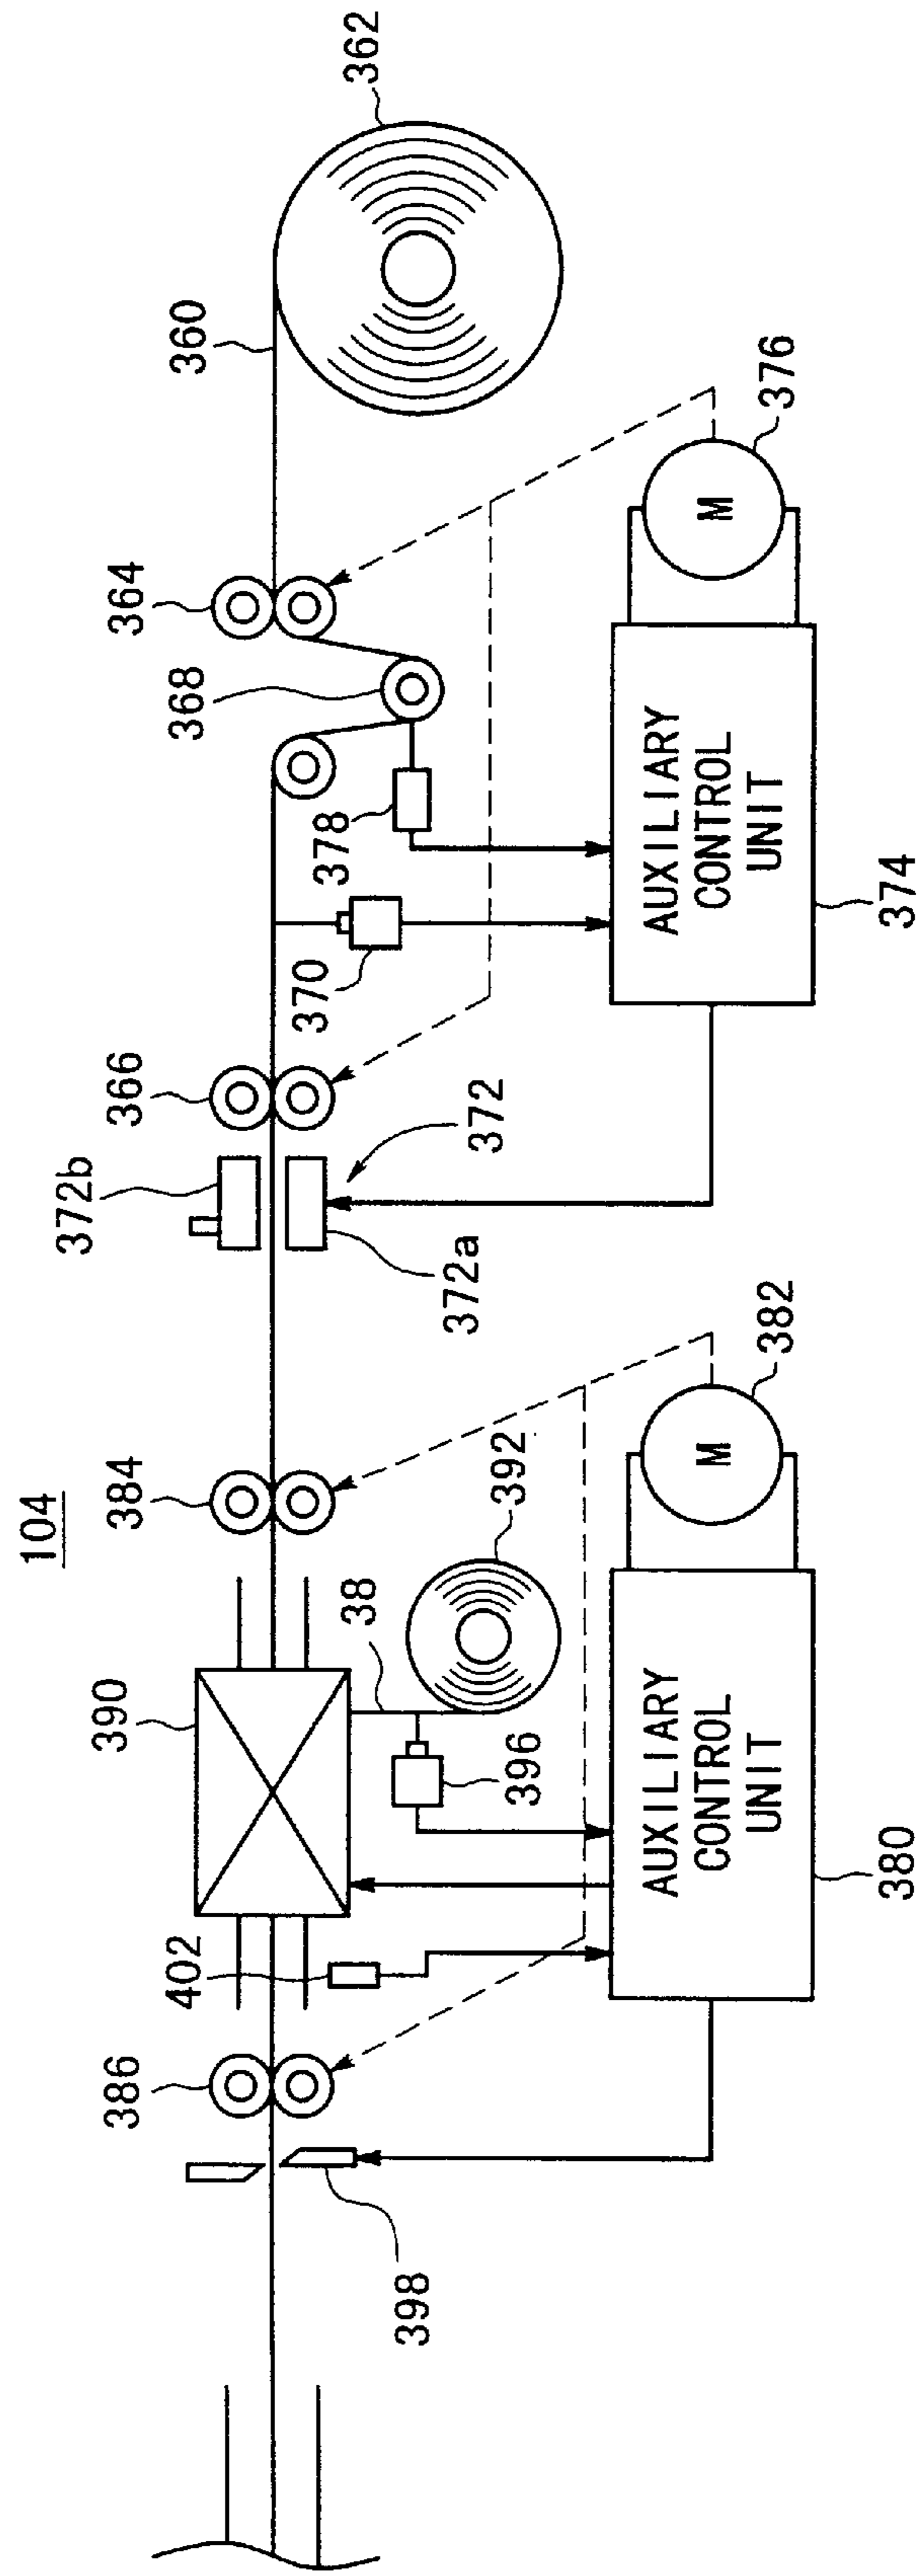 104
362
360
364
368
376
M
378
370
AUXILIARY
CONTROL
UNIT
374
366
372
372b
372a
382
M
384
392
38
390
396
AUXILIARY
CONTROL
UNIT
380
402
386
398